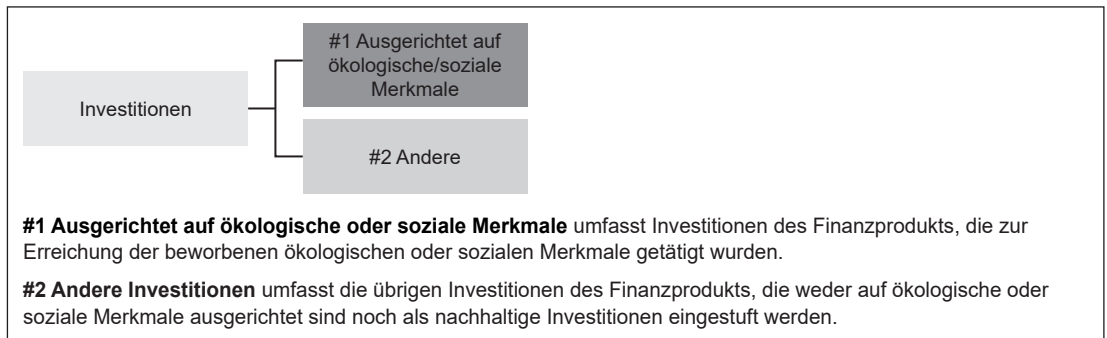 #1 Ausgerichtet auf
ökologische/soziale
Merkmale
Investitionen
#2 Andere
#1 Ausgerichtet auf ökologische oder soziale Merkmale umfasst Investitionen des Finanzprodukts, die zur
Erreichung der beworbenen ökologischen oder sozialen Merkmale getätigt wurden.
#2 Andere Investitionen umfasst die übrigen Investitionen des Finanzprodukts, die weder auf ökologische oder
soziale Merkmale ausgerichtet sind noch als nachhaltige Investitionen eingestuft werden.